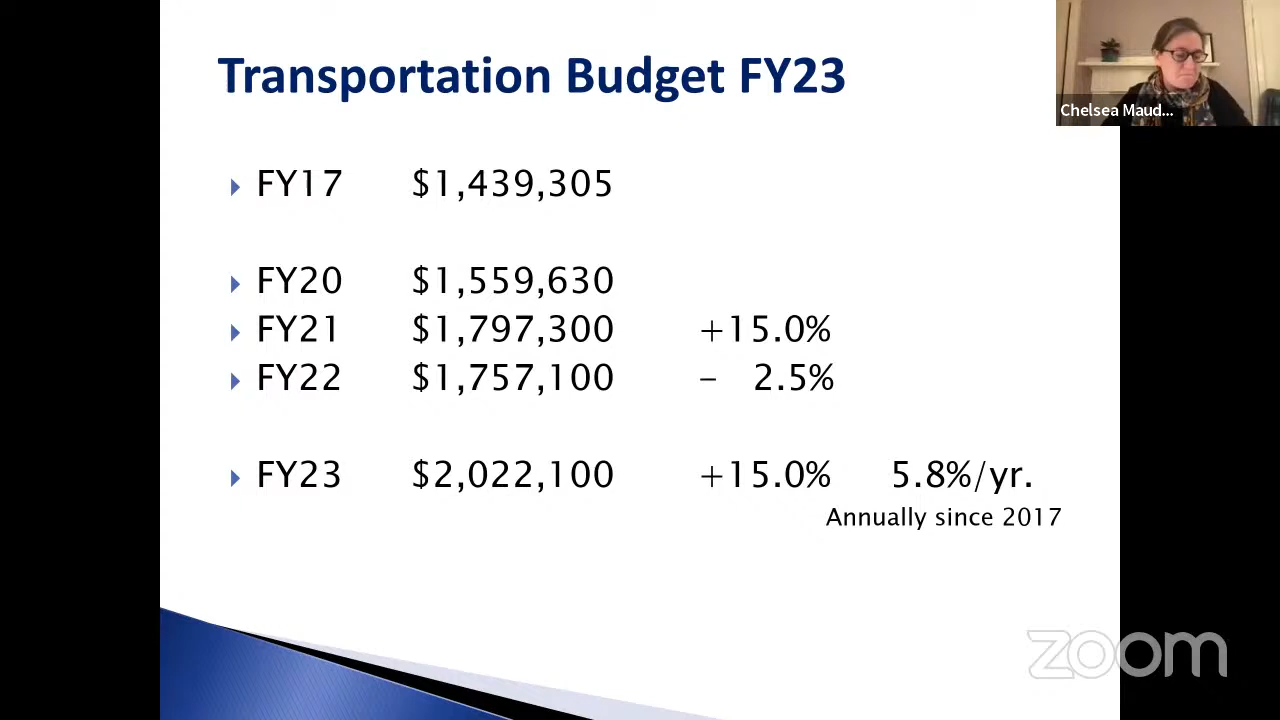 Transportation Budget FY23
Chelsea Maud...
FY17 $1,439,305
FY20 $1,559,630
FY21 $1,797,300 +15.0%
FY22 $1,757,100 – 2.5%
FY23 $2,022,100 +15.0% 5.8%/yr.
Annually since 2017
zoom